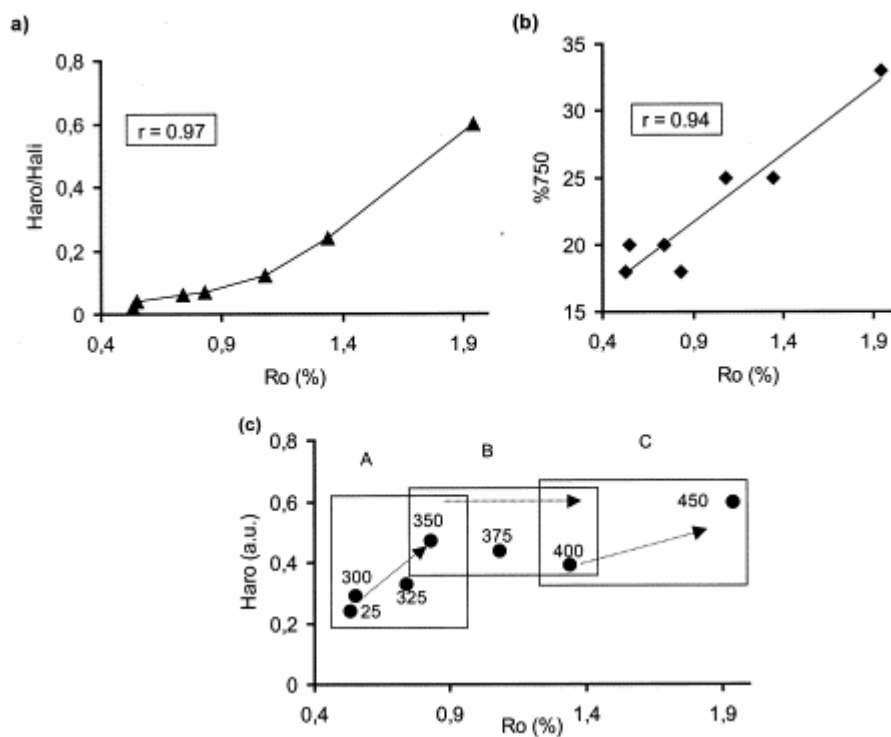 a)
0,8
0,6
0,4
0,2
0
Haro/Hali
r = 0.97
0,4 0,9 1,4 1,9
Ro (%)
(b)
35
30
25
20
15
%750
r = 0.94
0,4 0,9 1,4 1,9
Ro (%)
(c)
0,8
0,6
0,4
0,2
0
Haro (a.u.)
A B C
300
25
325
350
375
400
450
0,4 0,9 1,4 1,9
Ro (%)